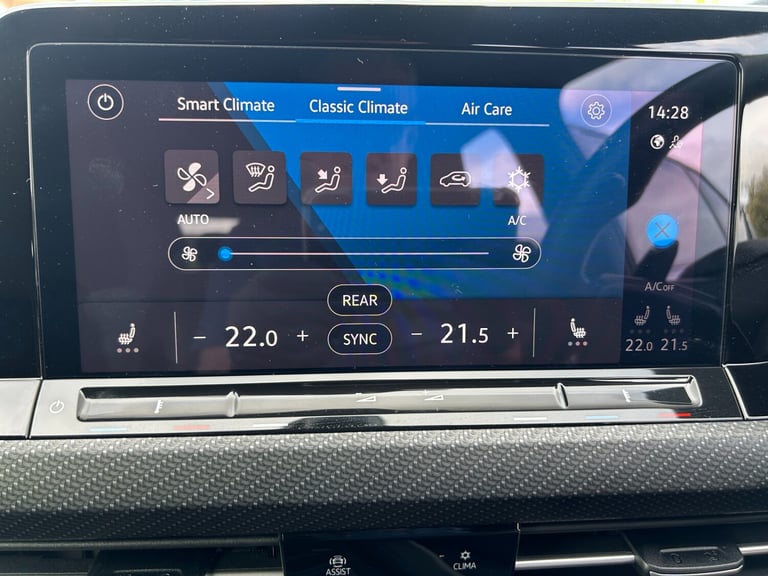 Smart Climate Classic Climate Air Care
14:28
AUTO A/C
A/C OFF
REAR
− 22.0 + SYNC − 21.5 +
22.0 21.5
ASSIST
CLIMA